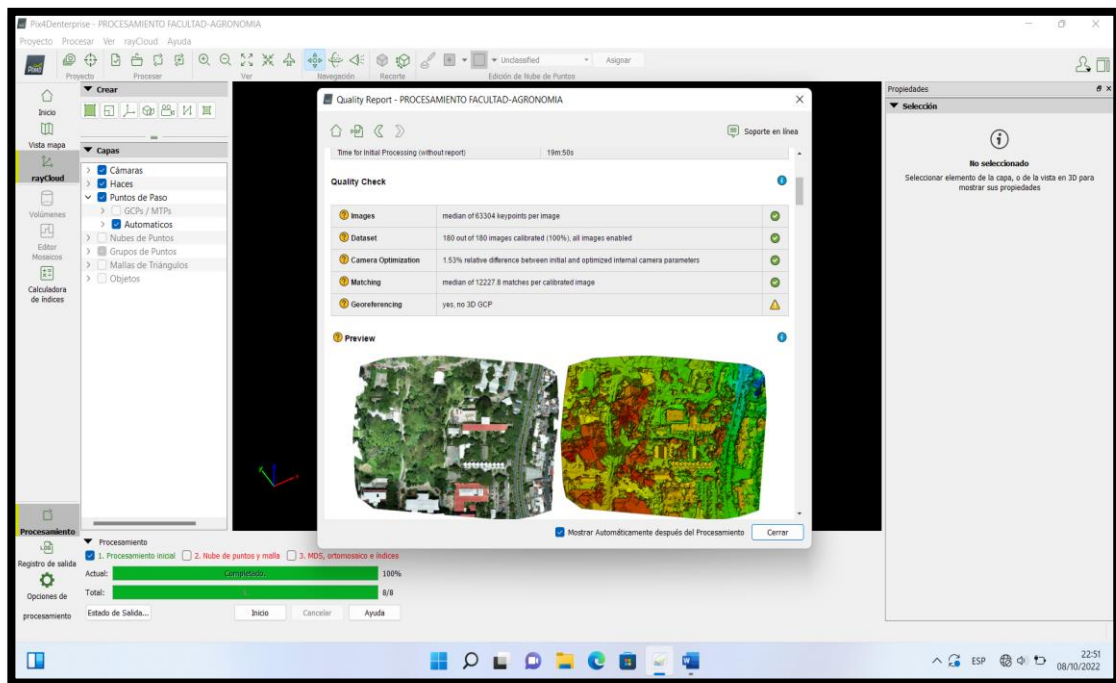 Pix4Denterprise - PROCESAMIENTO FACULTAD-AGRONOMIA
Proyecto Procesar Ver rayCloud Ayuda
Unclassified
Asignar
Proyecto
Procesar
Ver
Navegación
Recorte
Edición de Nube de Puntos
Inicio
Vista mapa
rayCloud
Volúmenes
Editor
Mosaicos
Calculadora
de índices
Crear
Capas
Cámaras
Haces
Puntos de Paso
GCPs / MTPs
Automaticos
Nubes de Puntos
Grupos de Puntos
Mallas de Triángulos
Objetos
Quality Report - PROCESAMIENTO FACULTAD-AGRONOMIA
Soporte en línea
Time for Initial Processing (without report) 19m:50s
Quality Check
Images median of 63304 keypoints per image
Dataset 180 out of 180 images calibrated (100%), all images enabled
Camera Optimization 1.53% relative difference between initial and optimized internal camera parameters
Matching median of 12227.8 matches per calibrated image
Georeferencing yes, no 3D GCP
Preview
Mostrar Automáticamente después del Procesamiento
Cerrar
Propiedades
Selección
No seleccionado
Seleccionar elemento de la capa, o de la vista en 3D para
mostrar sus propiedades
Procesamiento
Registro de salida
Opciones de
procesamiento
Procesamiento
1. Procesamiento inicial 2. Nube de puntos y malla 3. MDS, ortomosaico e índices
Actual: Completado. 100%
Total: 8/8
Estado de Salida...
Inicio
Cancelar
Ayuda
ESP
22:51
08/10/2022